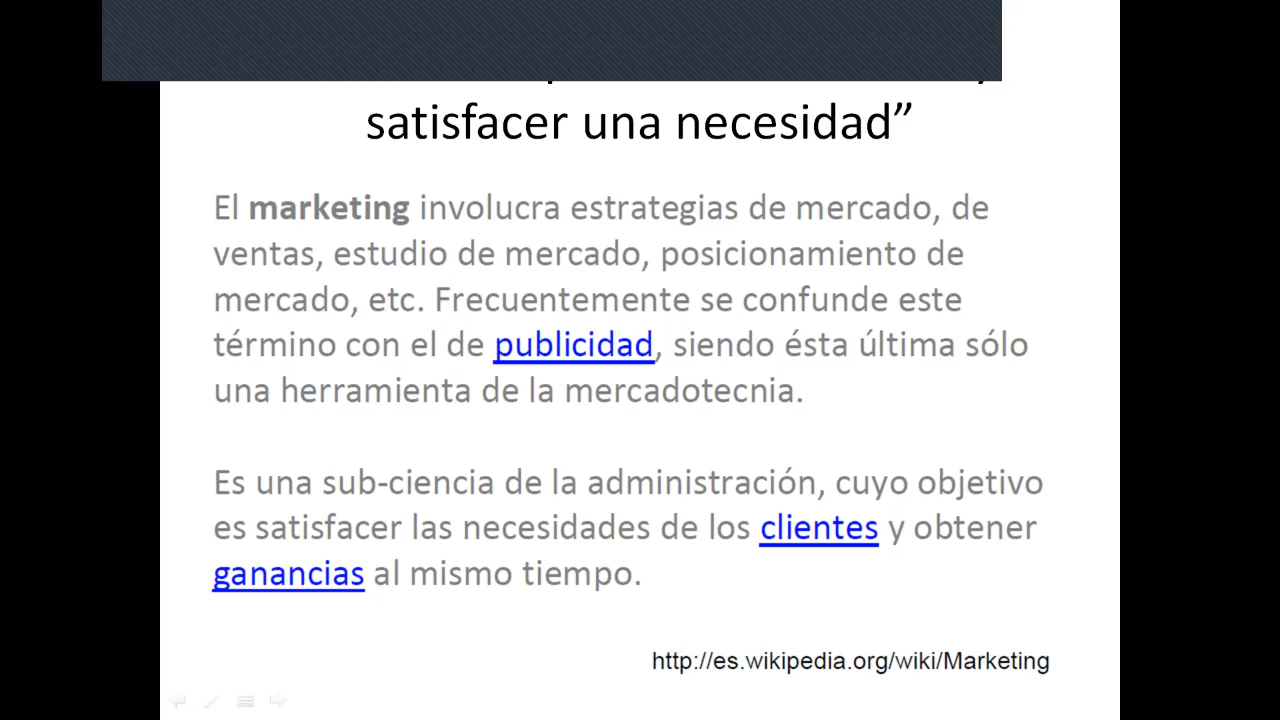 satisfacer una necesidad”
El marketing involucra estrategias de mercado, de
ventas, estudio de mercado, posicionamiento de
mercado, etc. Frecuentemente se confunde este
término con el de publicidad, siendo ésta última sólo
una herramienta de la mercadotecnia.
Es una sub-ciencia de la administración, cuyo objetivo
es satisfacer las necesidades de los clientes y obtener
ganancias al mismo tiempo.
http://es.wikipedia.org/wiki/Marketing